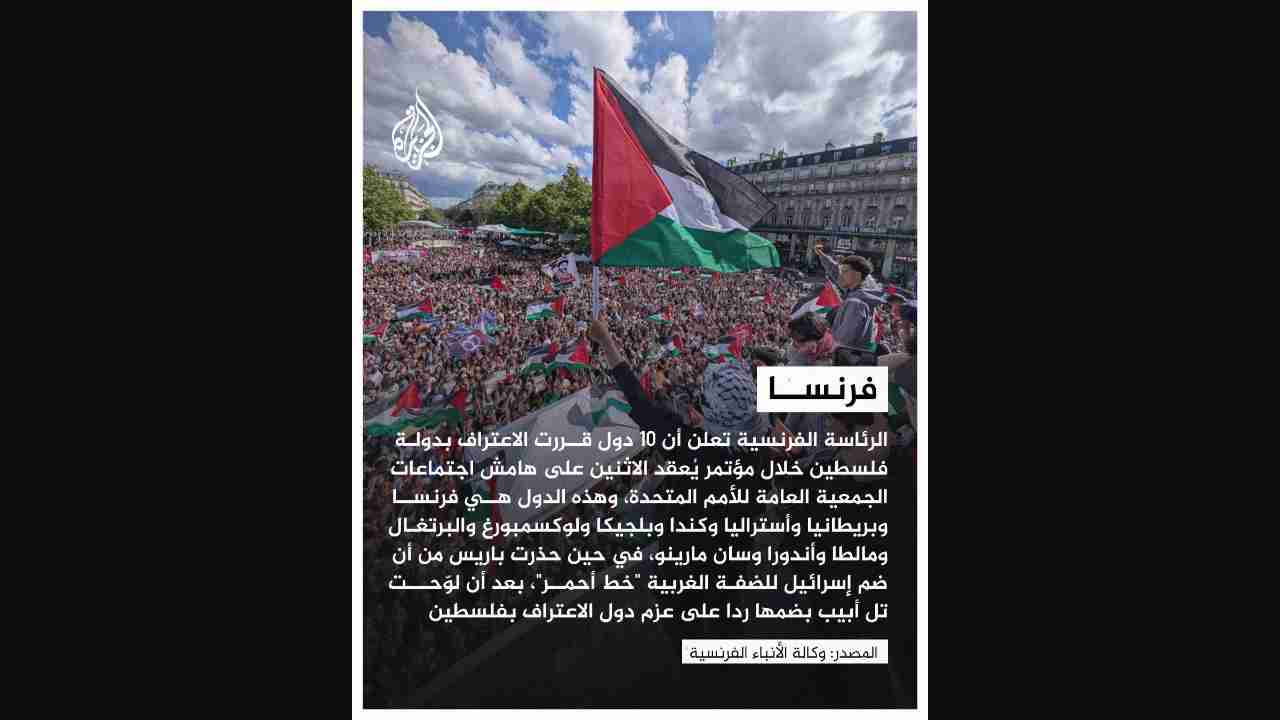 الجزيرة
فرنسا
الرئاسة الفرنسية تعلن أن 10 دول قررت الاعتراف بدولة
فلسطين خلال مؤتمر يُعقد الاثنين على هامش اجتماعات
الجمعية العامة للأمم المتحدة، وهذه الدول هي فرنسا
وبريطانيا وأستراليا وكندا وبلجيكا ولوكسمبورغ والبرتغال
ومالطا وأندورا وسان مارينو، في حين حذرت باريس من أن
ضم إسرائيل للضفة الغربية "خط أحمر"، بعد أن لوّحت
تل أبيب بضمها ردا على عزم دول الاعتراف بفلسطين
المصدر: وكالة الأنباء الفرنسية